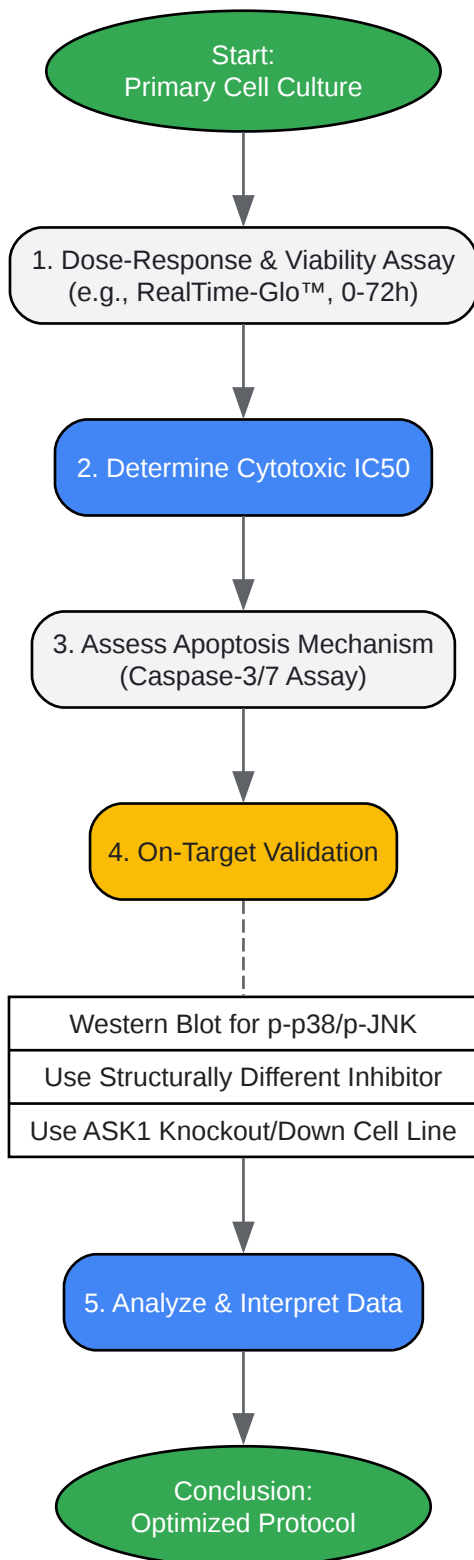 Start:
Primary Cell Culture
1. Dose-Response & Viability Assay
(e.g., RealTime-Glo™, 0-72h)
2. Determine Cytotoxic IC50
3. Assess Apoptosis Mechanism
(Caspase-3/7 Assay)
4. On-Target Validation
Western Blot for p-p38/p-JNK
Use Structurally Different Inhibitor
Use ASK1 Knockout/Down Cell Line
5. Analyze & Interpret Data
Conclusion:
Optimized Protocol